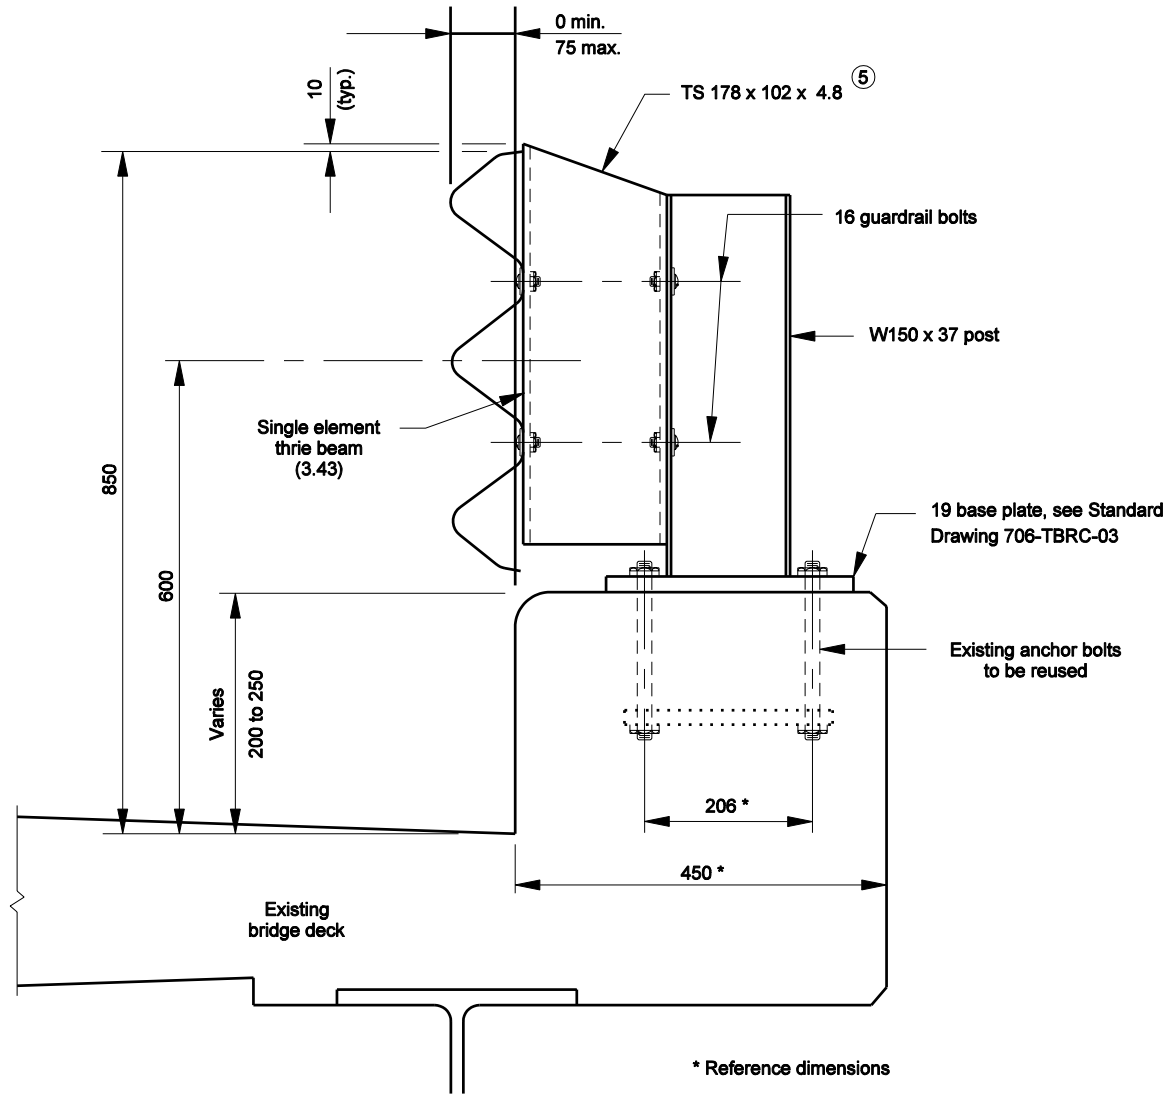 0 min.
75 max.
10
(typ.)
TS 178 x 102 x 4.8
5
16 guardrail bolts
W150 x 37 post
Single element
thrie beam
(3.43)
850
19 base plate, see Standard
Drawing 706-TBRC-03
600
Existing anchor bolts
to be reused
Varies
200 to 250
206 *
450 *
Existing
bridge deck
* Reference dimensions